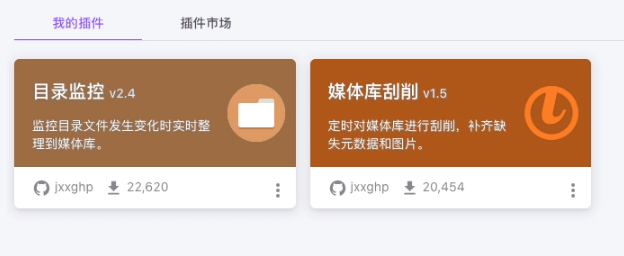 我的插件 插件市场
目录监控 v2.4
监控目录文件发生变化时实时整
理到媒体库。
jxxghp 22,620
媒体库刮削 v1.5
定时对媒体库进行刮削，补齐缺
失元数据和图片。
jxxghp 20,454